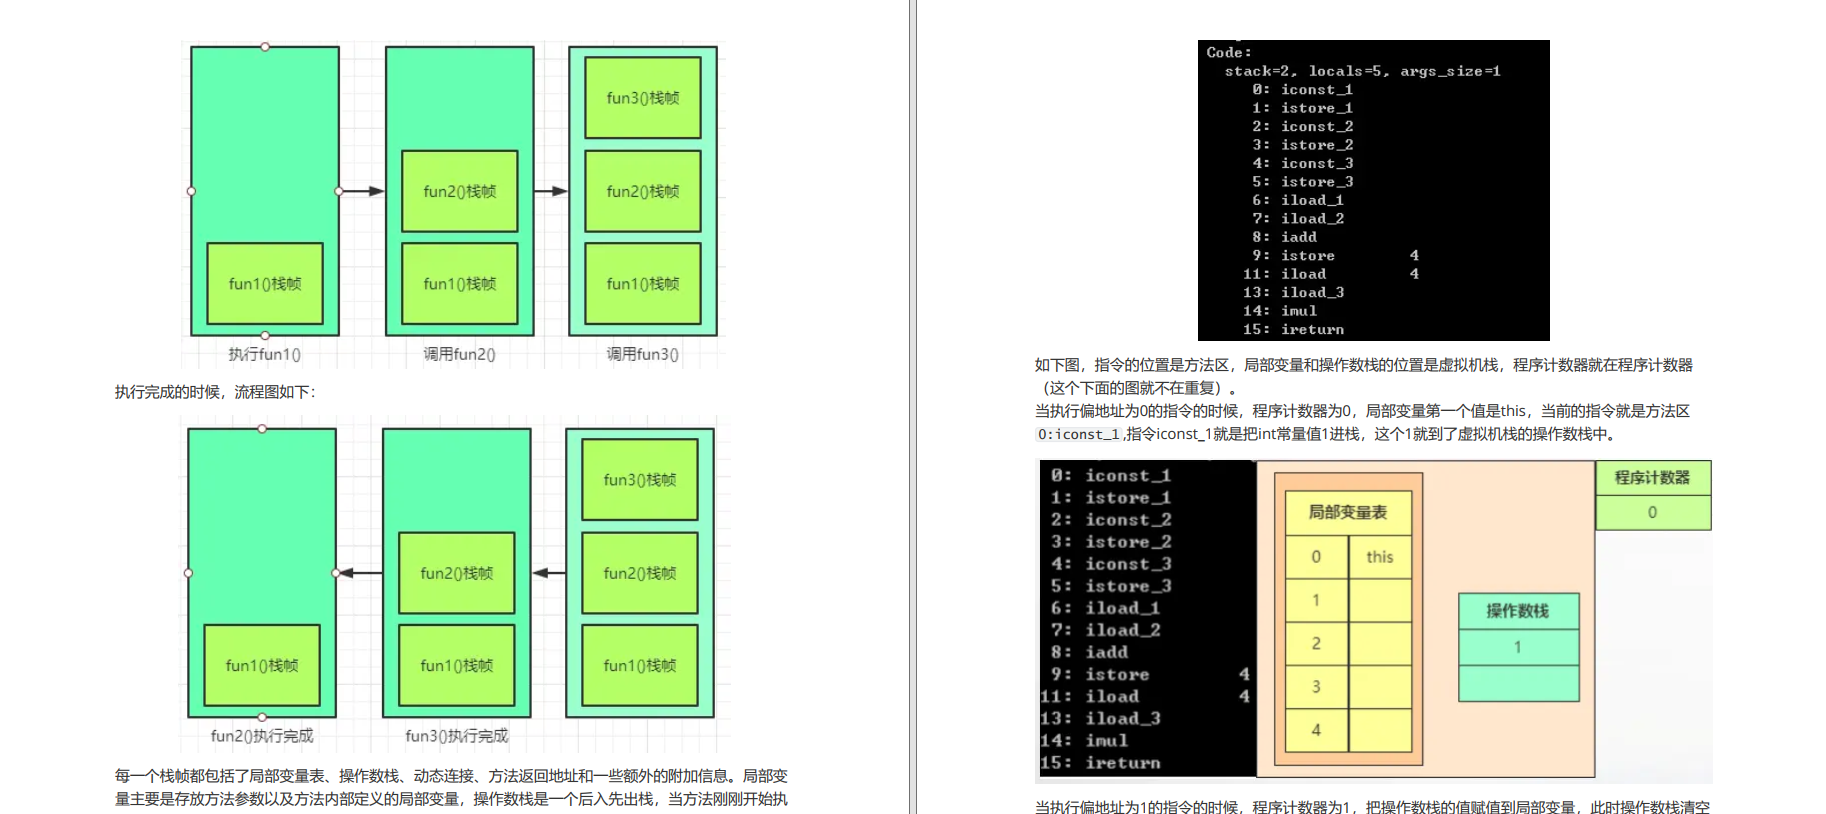 fun3()栈帧
fun2()栈帧
fun2()栈帧
fun1()栈帧
fun1()栈帧
fun1()栈帧
执行fun1()
调用fun2()
调用fun3()
执行完成的时候，流程图如下：
fun3()栈帧
fun2()栈帧
fun2()栈帧
fun1()栈帧
fun1()栈帧
fun1()栈帧
fun2()执行完成
fun3()执行完成
每一个栈帧都包括了局部变量表、操作数栈、动态连接、方法返回地址和一些额外的附加信息。局部变
量主要是存放方法参数以及方法内部定义的局部变量，操作数栈是一个后入先出栈，当方法刚刚开始执
Code:
stack=2, locals=5, args_size=1
0: iconst_1
1: istore_1
2: iconst_2
3: istore_2
4: iconst_3
5: istore_3
6: iload_1
7: iload_2
8: iadd
9: istore 4
11: iload 4
13: iload_3
14: imul
15: ireturn
如下图，指令的位置是方法区，局部变量和操作数栈的位置是虚拟机栈，程序计数器就在程序计数器
（这个下面的图就不在重复）。
当执行偏地址为0的指令的时候，程序计数器为0，局部变量第一个值是this，当前的指令就是方法区
0:iconst_1,指令iconst_1就是把int常量值1进栈，这个1就到了虚拟机栈的操作数栈中。
0: iconst_1
1: istore_1
2: iconst_2
3: istore_2
4: iconst_3
5: istore_3
6: iload_1
7: iload_2
8: iadd
9: istore 4
11: iload 4
13: iload_3
14: imul
15: ireturn
局部变量表
0 this
1
2
3
4
操作数栈
1
程序计数器
0
当执行偏地址为1的指令的时候，程序计数器为1，把操作数栈的值赋值到局部变量，此时操作数栈清空